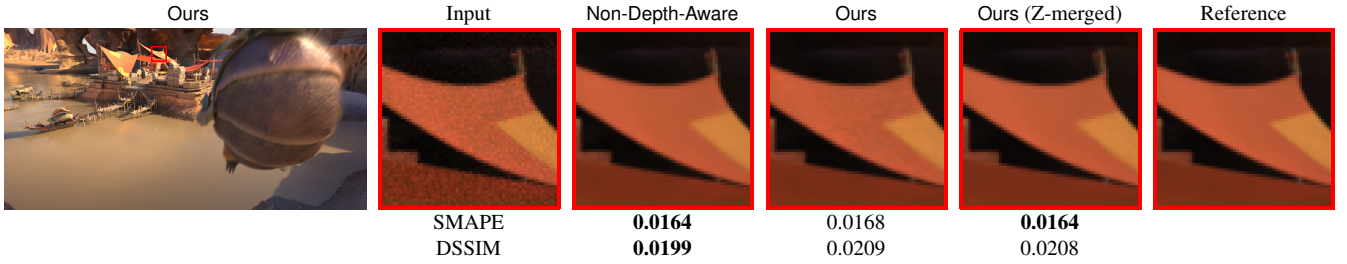 Ours Input Non-Depth-Aware Ours Ours (Z-merged) Reference
SMAPE 0.0164 0.0168 0.0164
DSSIM 0.0199 0.0209 0.0208